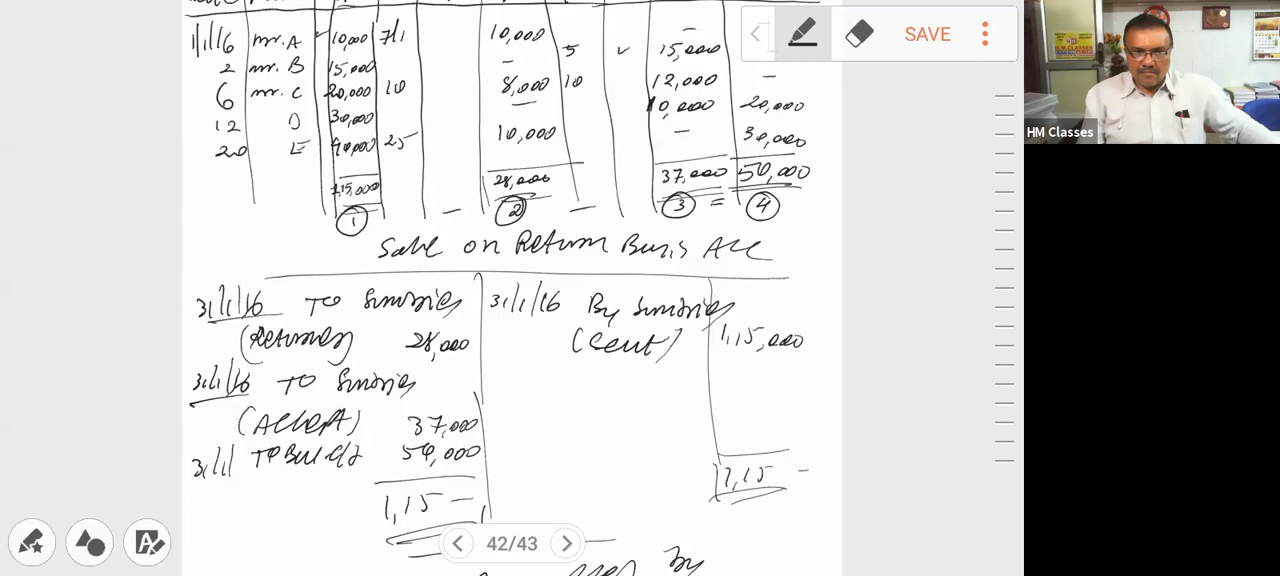 SAVE
1/1/16 mr. A 10,000 7/1 10,000 —
2 mr. B 15,000 — 5 15,000
6 mr. C 20,000 10 8,000 10 12,000 —
12 D 30,000 — 10,000 20,000
20 E 40,000 25 10,000 — 30,000
1,15,000 — 28,000 — 37,000 50,000
1 2 3 = 4
Sale on Return Basis A/C
31/1/16 To Sundries 31/1/16 By Sundries
(Returned) 28,000 (Sent) 1,15,000
31/1/16 To Sundries
(Accept) 37,000
31/1/ To Bal c/d 50,000
1,15 — 1,15 —
42/43
By
HM Classes